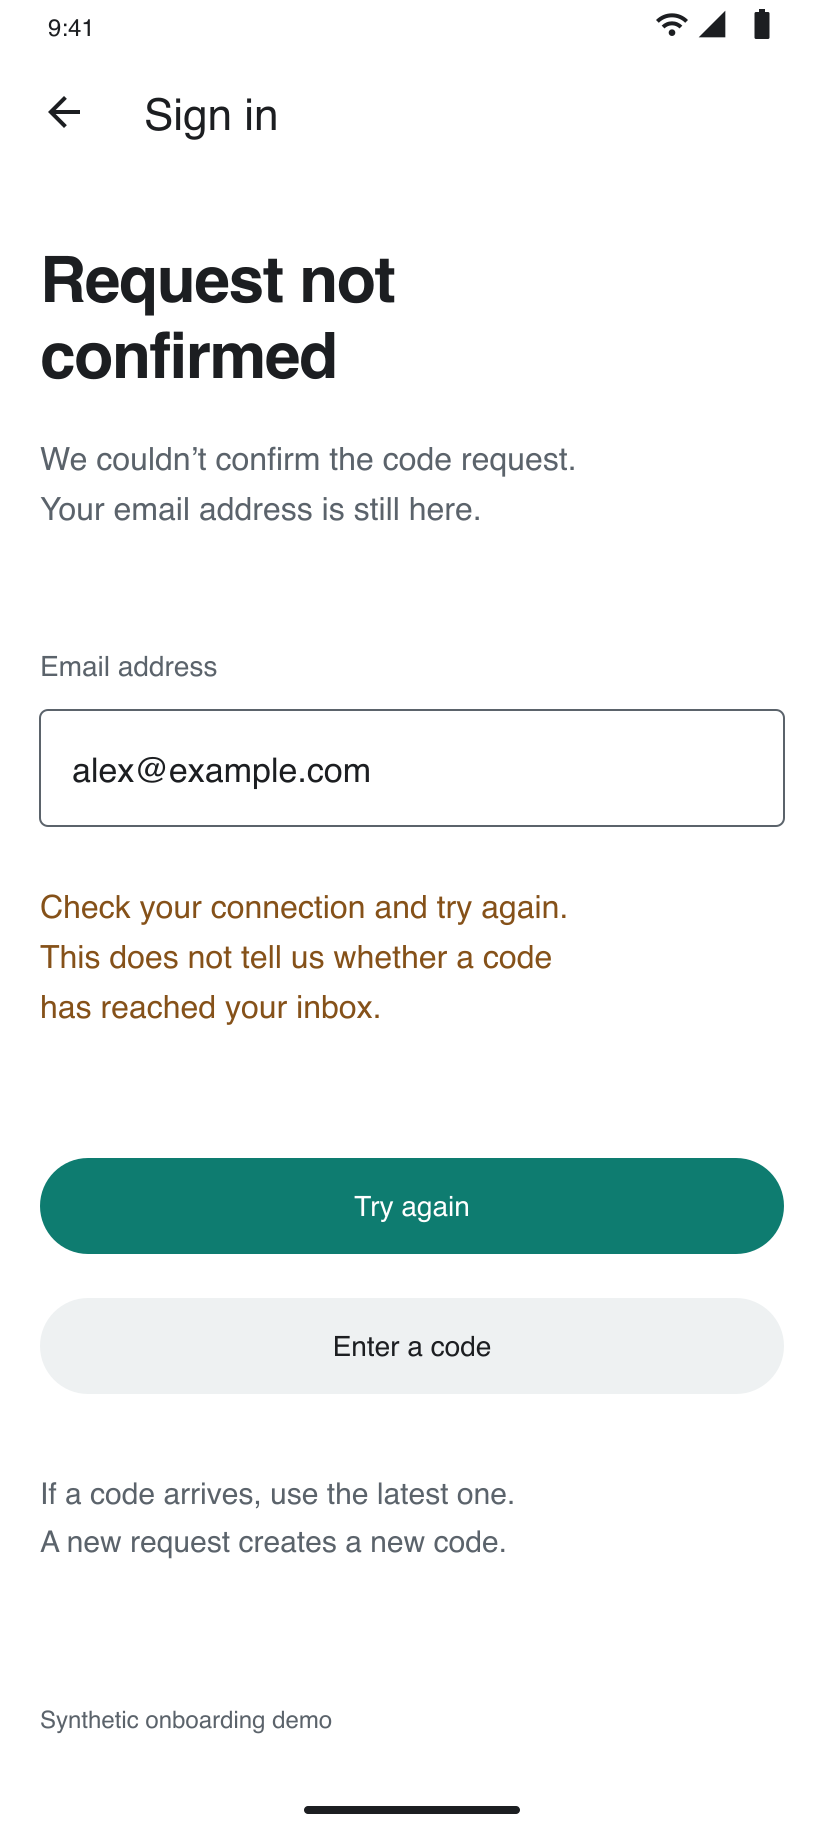 9:41
Sign in
Request not
confirmed
We couldn’t confirm the code request.
Your email address is still here.
Email address
alex@example.com
Check your connection and try again.
This does not tell us whether a code
has reached your inbox.
Try again
Enter a code
If a code arrives, use the latest one.
A new request creates a new code.
Synthetic onboarding demo